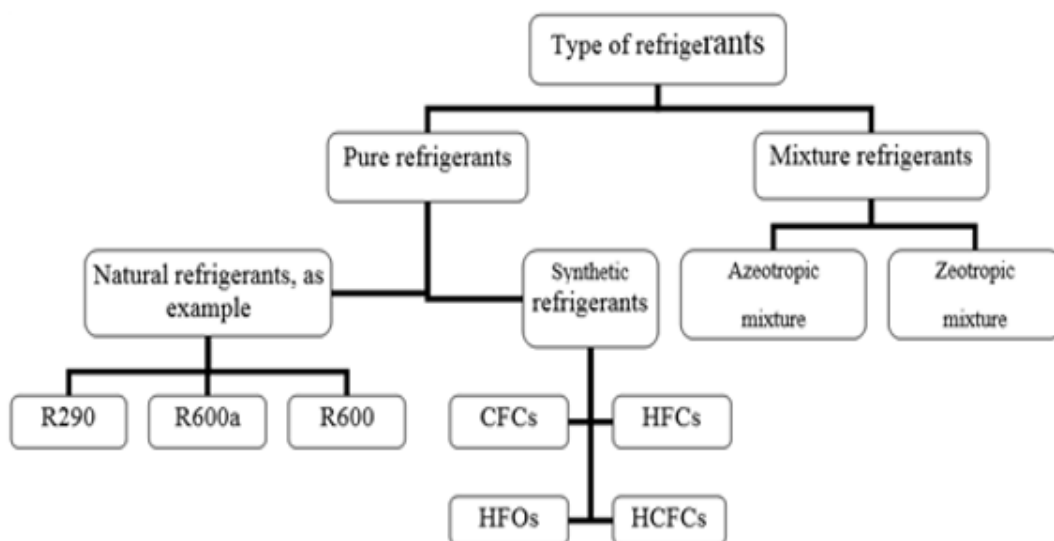 Type of refrigerants
Pure refrigerants
Mixture refrigerants
Natural refrigerants, as
example
Synthetic
refrigerants
Azeotropic
mixture
Zeotropic
mixture
R290
R600a
R600
CFCs
HFCs
HFOs
HCFCs